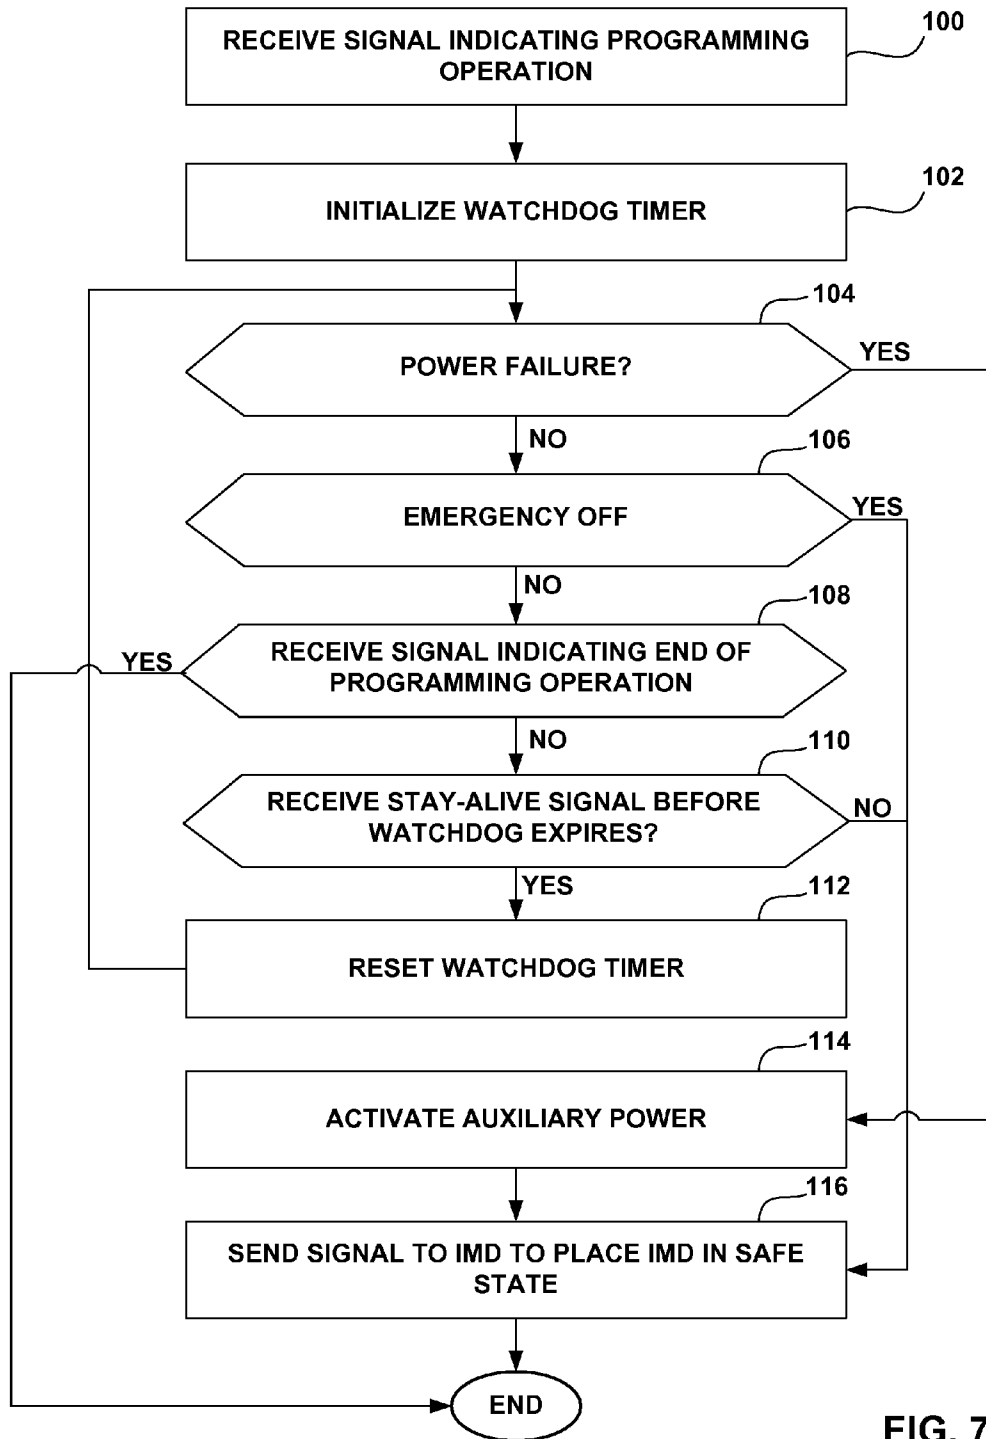 RECEIVE SIGNAL INDICATING PROGRAMMING
OPERATION
100
INITIALIZE WATCHDOG TIMER
102
104
POWER FAILURE?
YES
NO
106
EMERGENCY OFF
YES
NO
108
YES
RECEIVE SIGNAL INDICATING END OF
PROGRAMMING OPERATION
NO
110
RECEIVE STAY-ALIVE SIGNAL BEFORE
WATCHDOG EXPIRES?
NO
YES
112
RESET WATCHDOG TIMER
114
ACTIVATE AUXILIARY POWER
116
SEND SIGNAL TO IMD TO PLACE IMD IN SAFE
STATE
END
FIG. 7